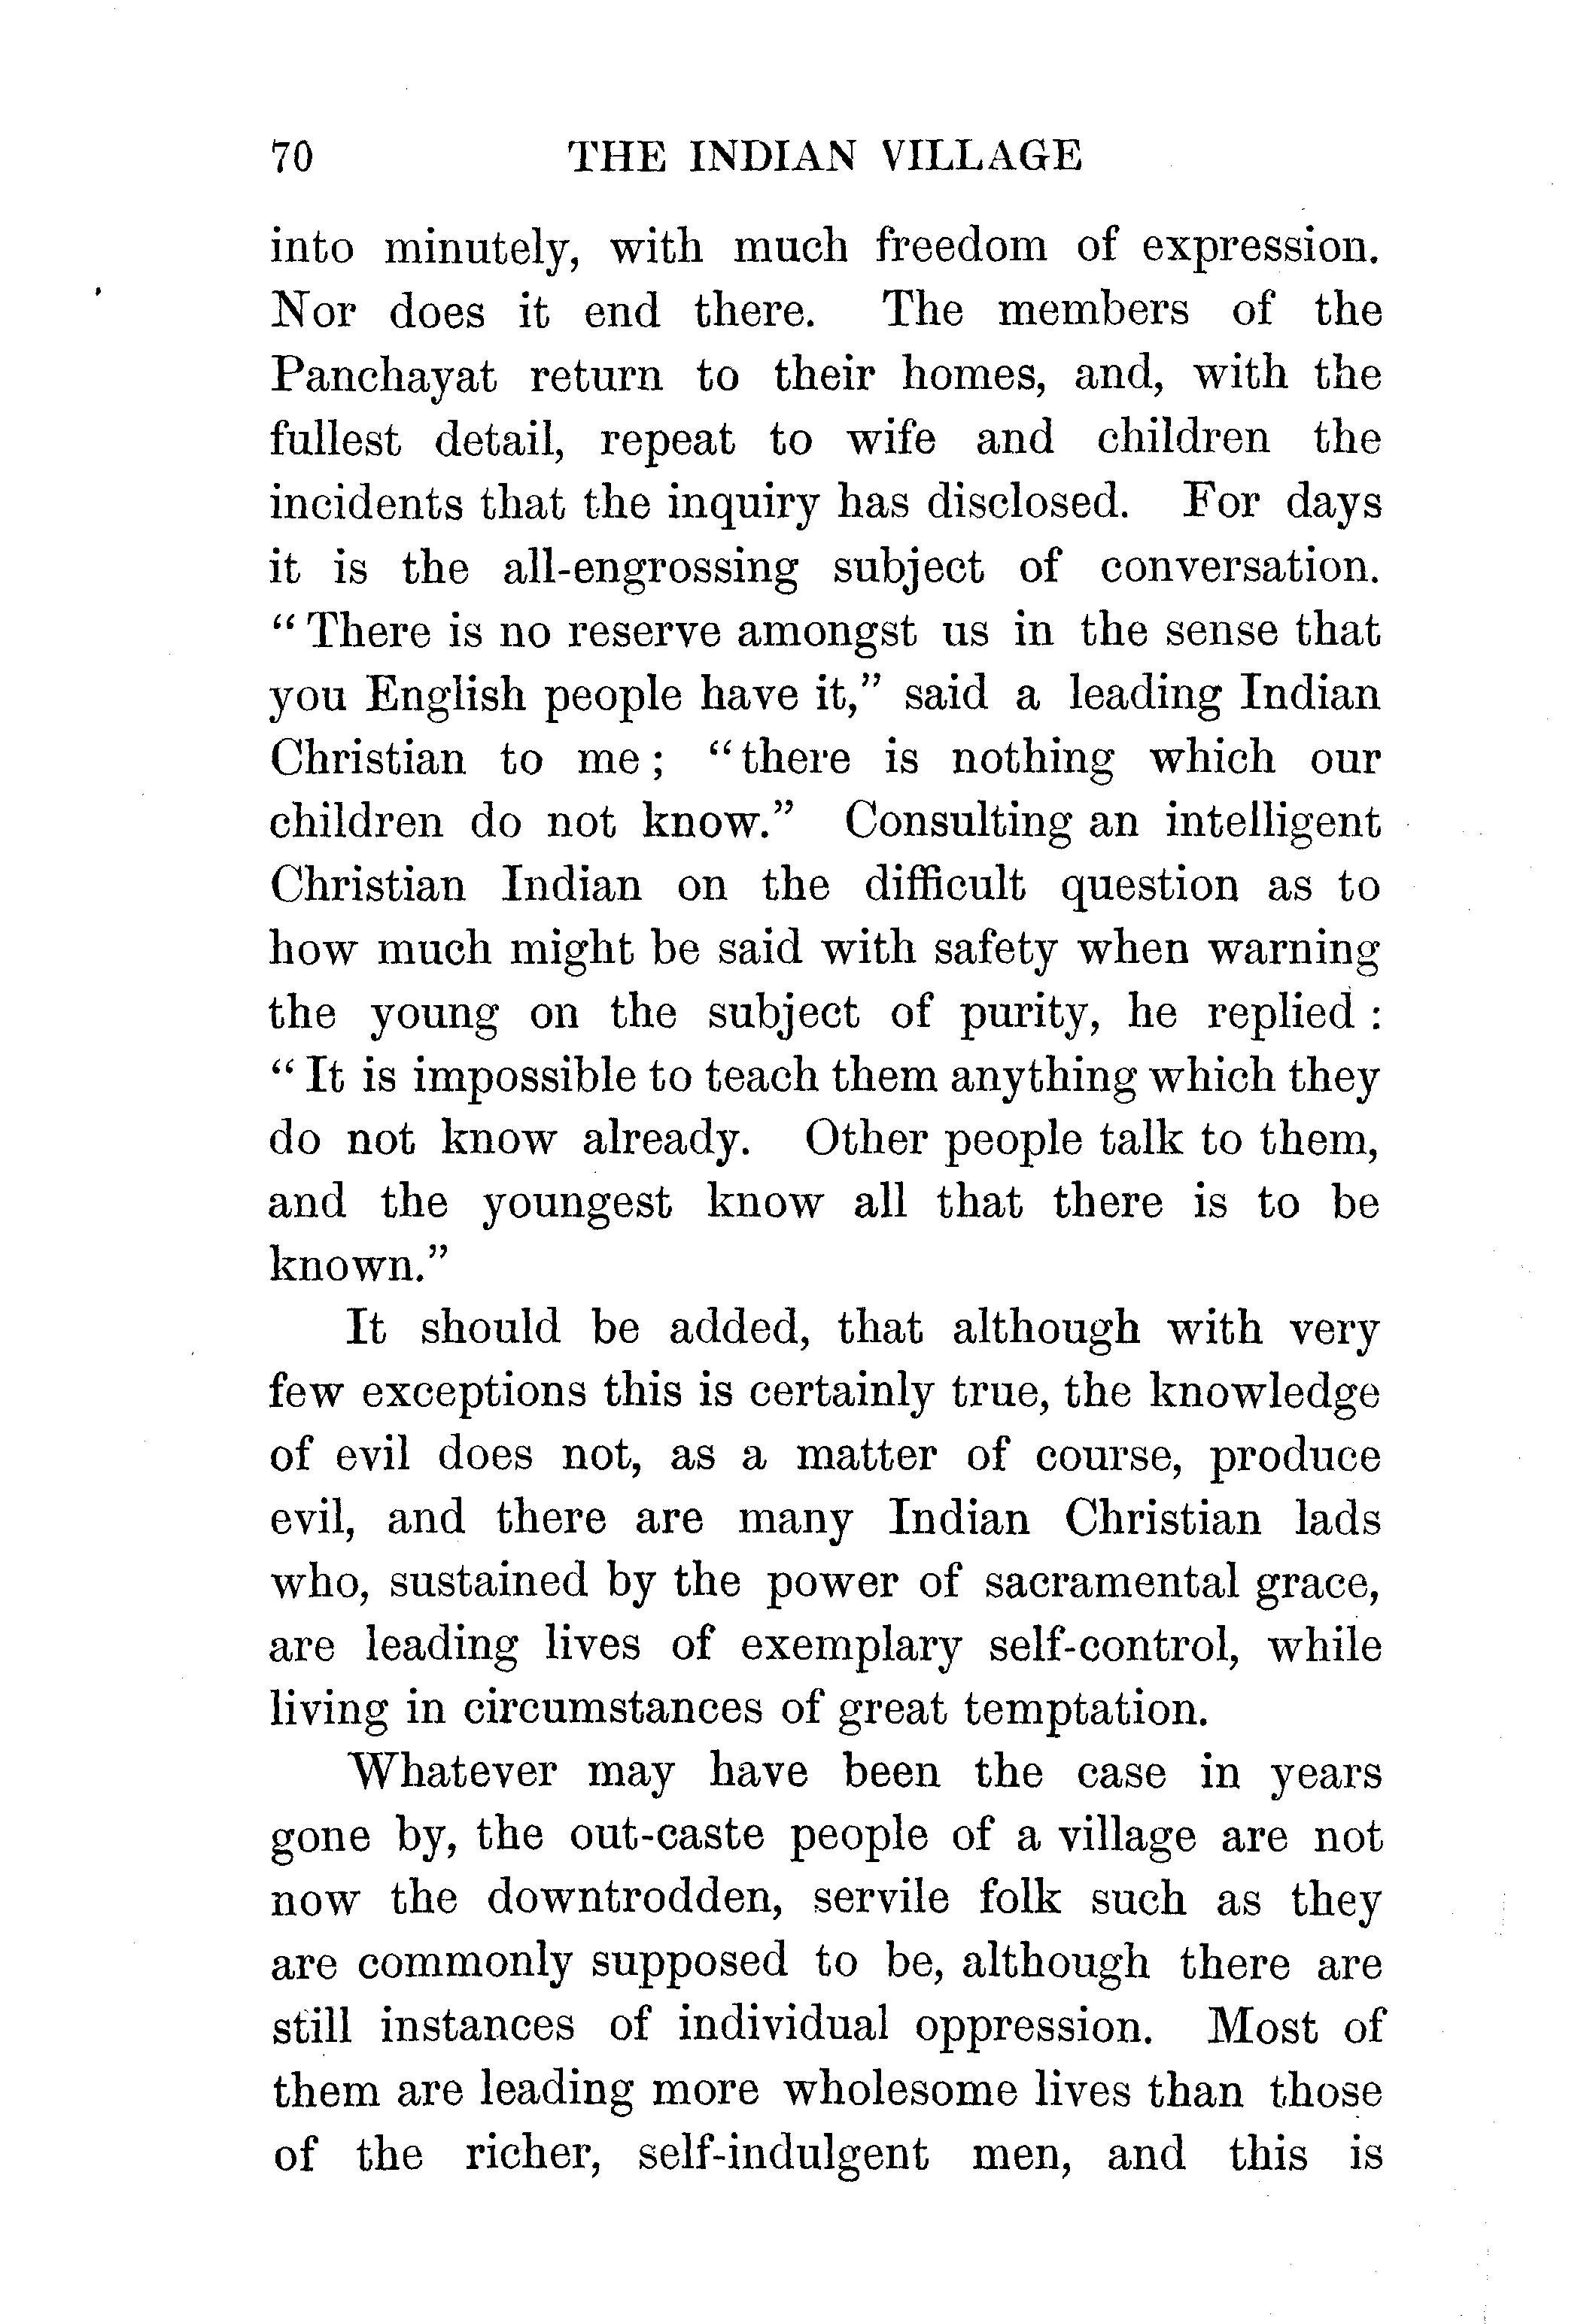 70 THE INDIAN VILLAGE
into minutely, with much freedom of expression.
Nor does it end there. The members of the
Panchayat return to their homes, and, with the
fullest detail, repeat to wife and children the
incidents that the inquiry has disclosed. For days
it is the all-engrossing subject of conversation.
“There is no reserve amongst us in the sense that
you English people have it,” said a leading Indian
Christian to me; “there is nothing which our
children do not know.” Consulting an intelligent
Christian Indian on the difficult question as to
how much might be said with safety when warning
the young on the subject of purity, he replied:
“It is impossible to teach them anything which they
do not know already. Other people talk to them,
and the youngest know all that there is to be
known.”
It should be added, that although with very
few exceptions this is certainly true, the knowledge
of evil does not, as a matter of course, produce
evil, and there are many Indian Christian lads
who, sustained by the power of sacramental grace,
are leading lives of exemplary self-control, while
living in circumstances of great temptation.
Whatever may have been the case in years
gone by, the out-caste people of a village are not
now the downtrodden, servile folk such as they
are commonly supposed to be, although there are
still instances of individual oppression. Most of
them are leading more wholesome lives than those
of the richer, self-indulgent men, and this is